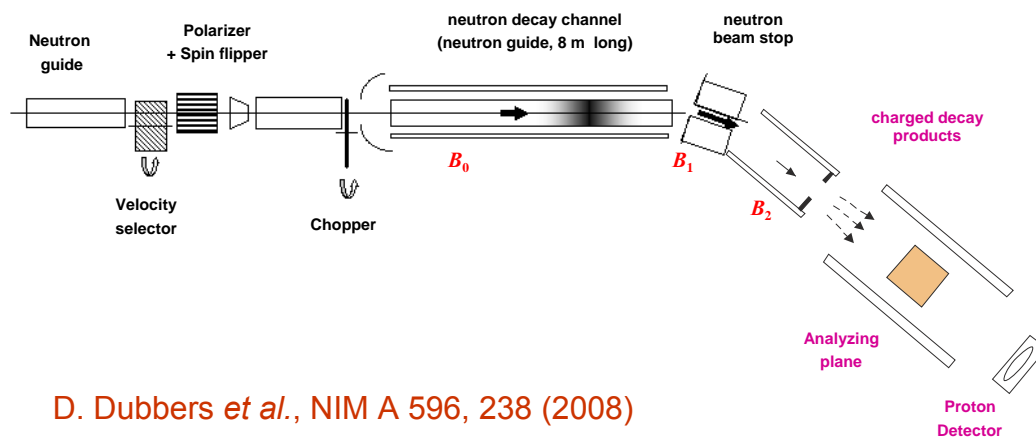 neutron decay channel
(neutron guide, 8 m long)
neutron
beam stop
Polarizer
+ Spin flipper
Neutron
guide
charged decay
products
B0
B1
B2
Velocity
selector
Chopper
Analyzing
plane
Proton
Detector
D. Dubbers et al., NIM A 596, 238 (2008)